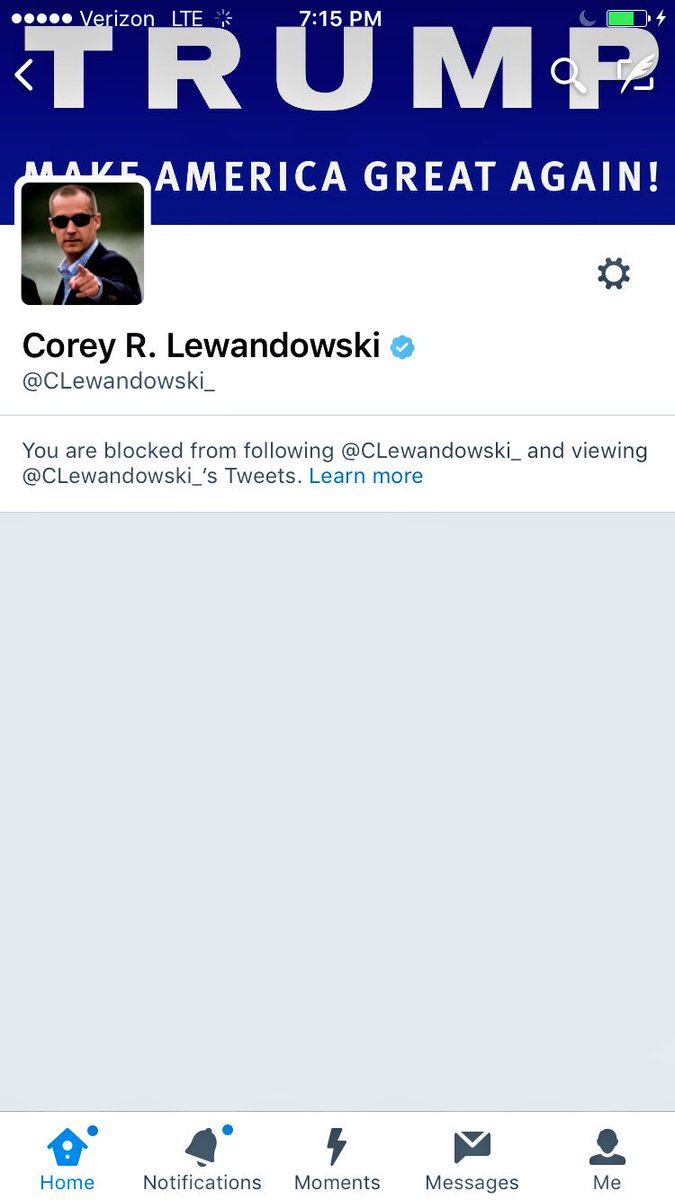 Verizon LTE 7:15 PM
TRUMP
MAKE AMERICA GREAT AGAIN!
Corey R. Lewandowski
@CLewandowski_
You are blocked from following @CLewandowski_ and viewing
@CLewandowski_’s Tweets. Learn more
Home Notifications Moments Messages Me